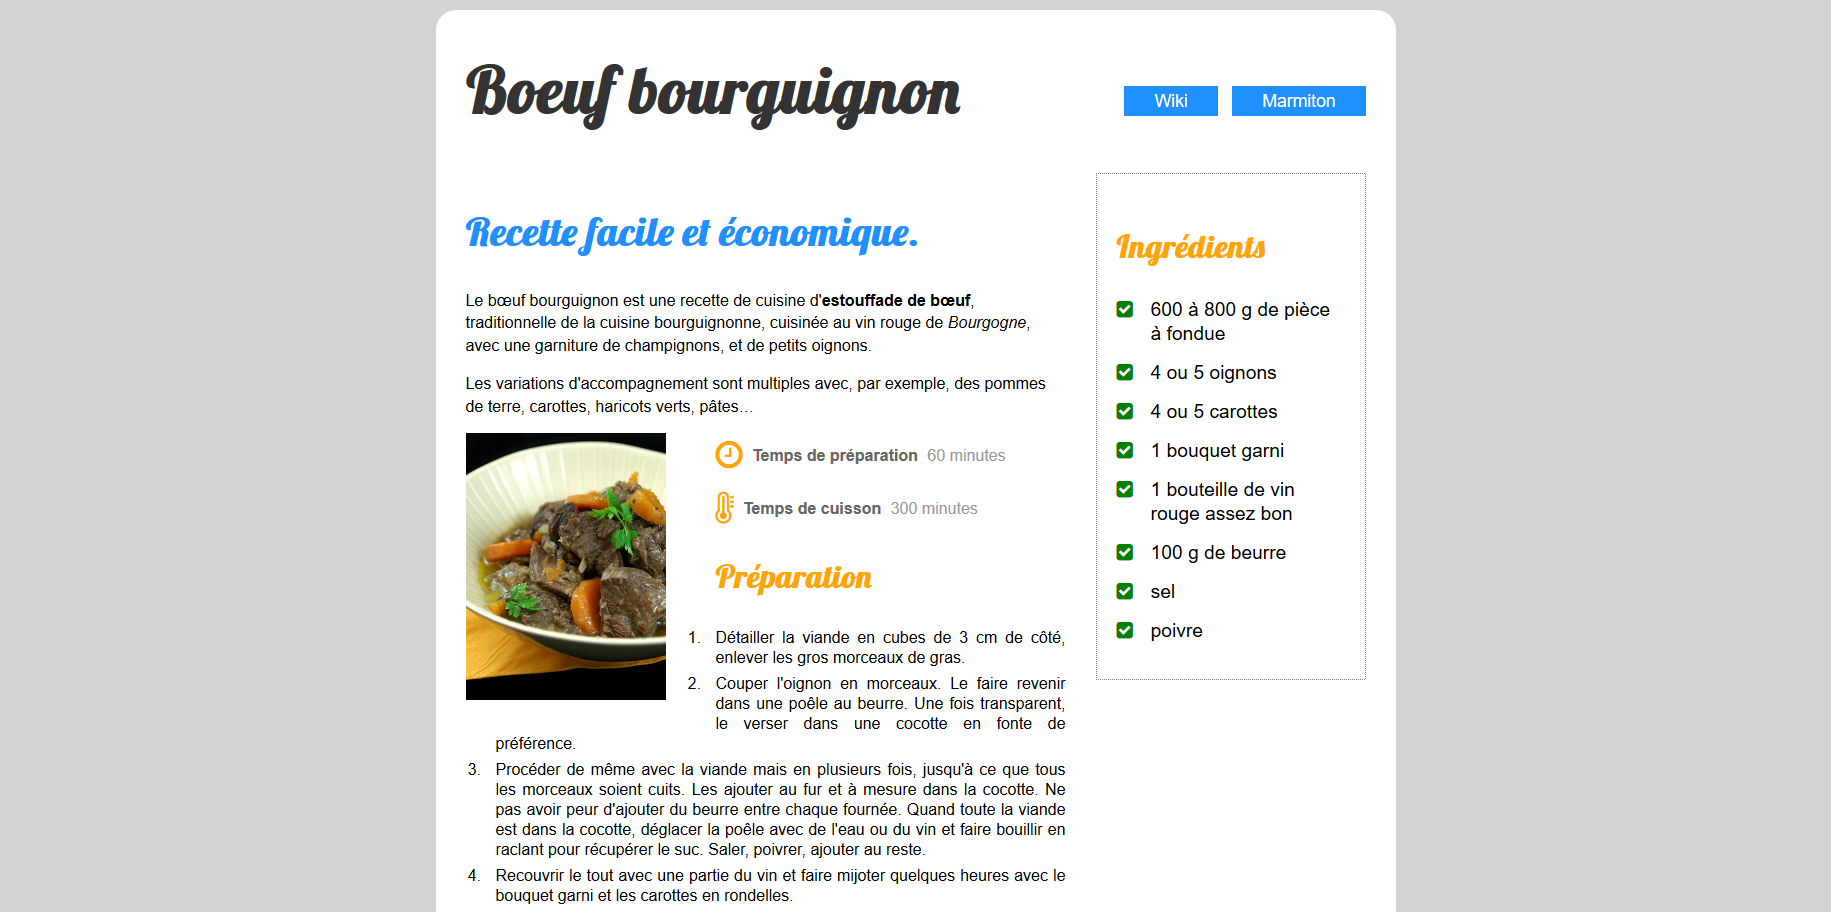 Boeuf bourguignon
Wiki
Marmiton
Recette facile et économique.
Le bœuf bourguignon est une recette de cuisine d'estouffade de bœuf,
traditionnelle de la cuisine bourguignonne, cuisinée au vin rouge de Bourgogne,
avec une garniture de champignons, et de petits oignons.
Les variations d'accompagnement sont multiples avec, par exemple, des pommes
de terre, carottes, haricots verts, pâtes…
Temps de préparation 60 minutes
Temps de cuisson 300 minutes
Préparation
1. Détailler la viande en cubes de 3 cm de côté,
enlever les gros morceaux de gras.
2. Couper l'oignon en morceaux. Le faire revenir
dans une poêle au beurre. Une fois transparent,
le verser dans une cocotte en fonte de
préférence.
3. Procéder de même avec la viande mais en plusieurs fois, jusqu'à ce que tous
les morceaux soient cuits. Les ajouter au fur et à mesure dans la cocotte. Ne
pas avoir peur d'ajouter du beurre entre chaque fournée. Quand toute la viande
est dans la cocotte, déglacer la poêle avec de l'eau ou du vin et faire bouillir en
raclant pour récupérer le suc. Saler, poivrer, ajouter au reste.
4. Recouvrir le tout avec une partie du vin et faire mijoter quelques heures avec le
bouquet garni et les carottes en rondelles.
Ingrédients
600 à 800 g de pièce
à fondue
4 ou 5 oignons
4 ou 5 carottes
1 bouquet garni
1 bouteille de vin
rouge assez bon
100 g de beurre
sel
poivre